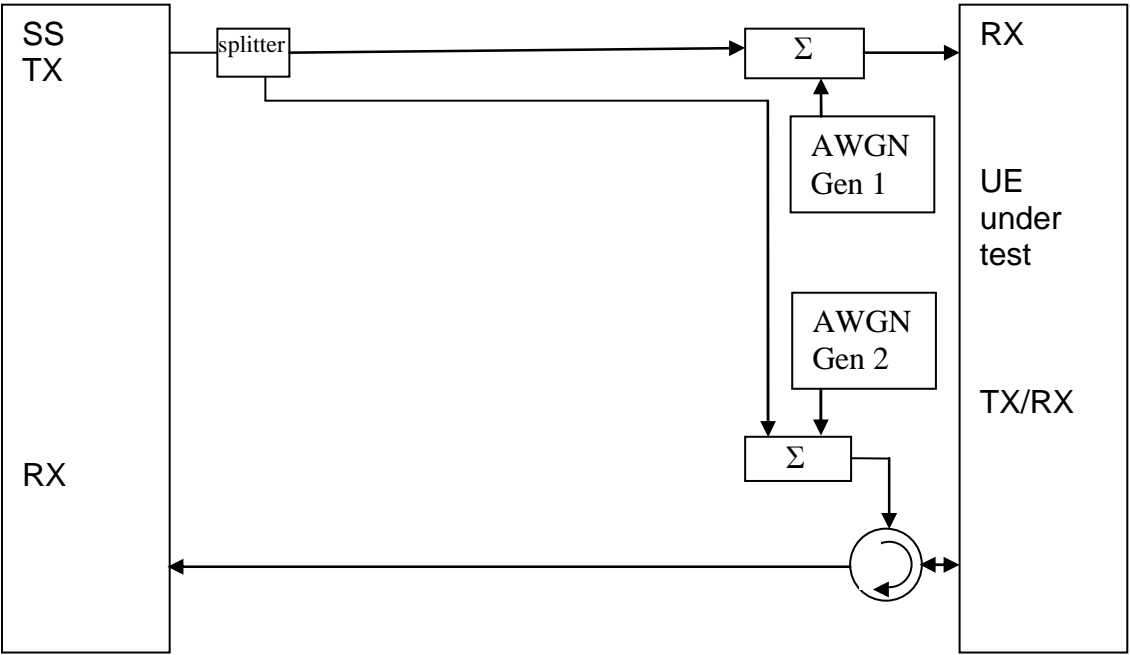 SS
TX
splitter
Σ
RX
AWGN
Gen 1
UE
under
test
AWGN
Gen 2
TX/RX
Σ
RX